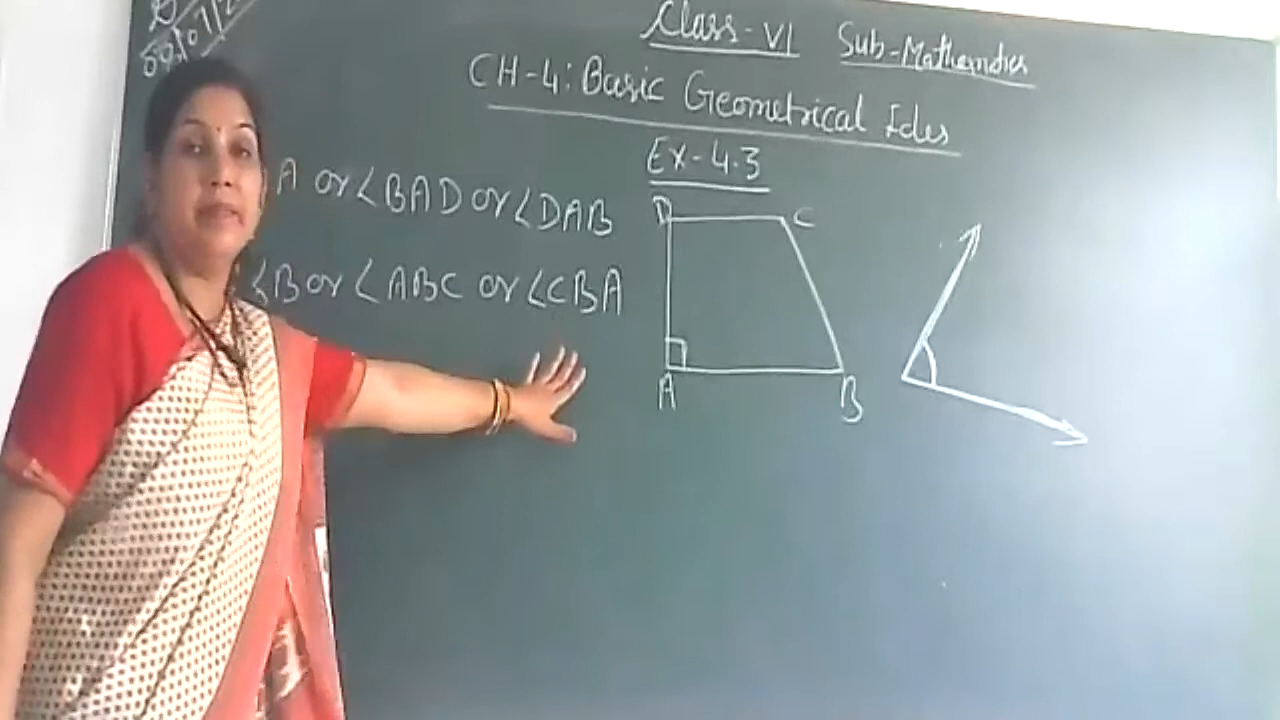 Class-VI Sub-Mathematics
CH-4: Basic Geometrical Ides
Ex-4.3
A or ∠BAD or ∠DAB
∠B or ∠ABC or ∠CBA
D C
A B